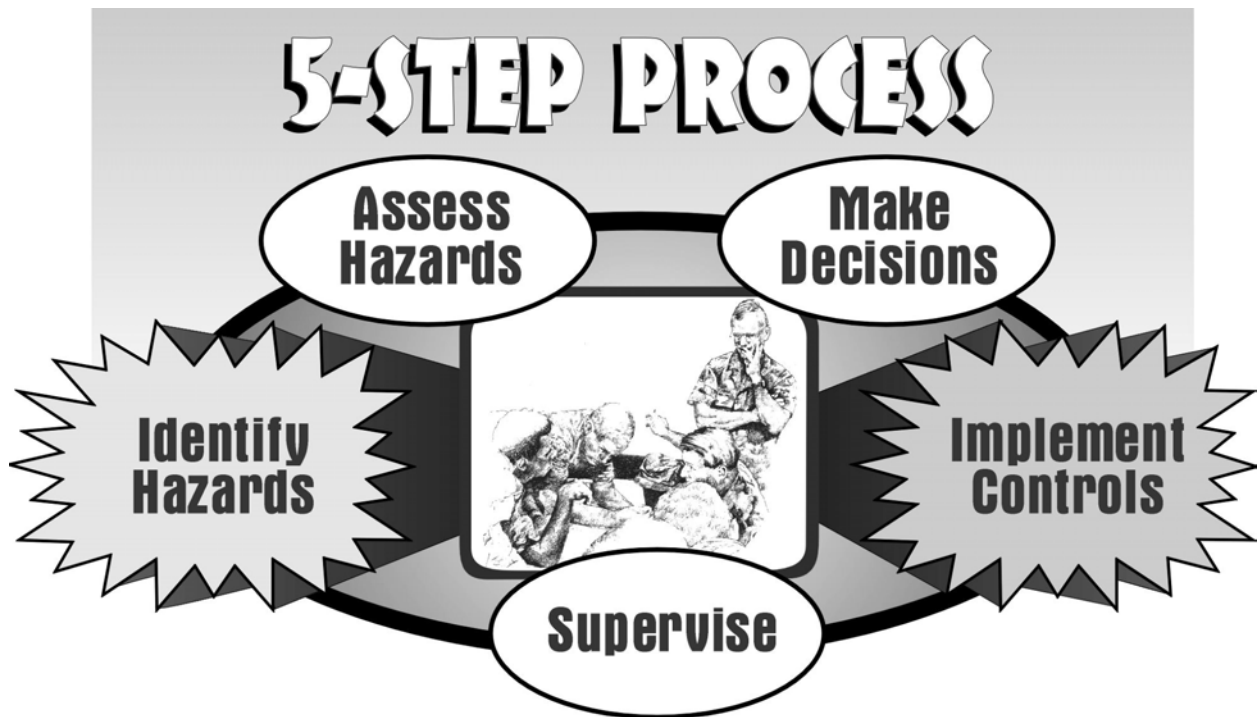 5-STEP PROCESS
Assess
Hazards
Make
Decisions
Identify
Hazards
Implement
Controls
Supervise